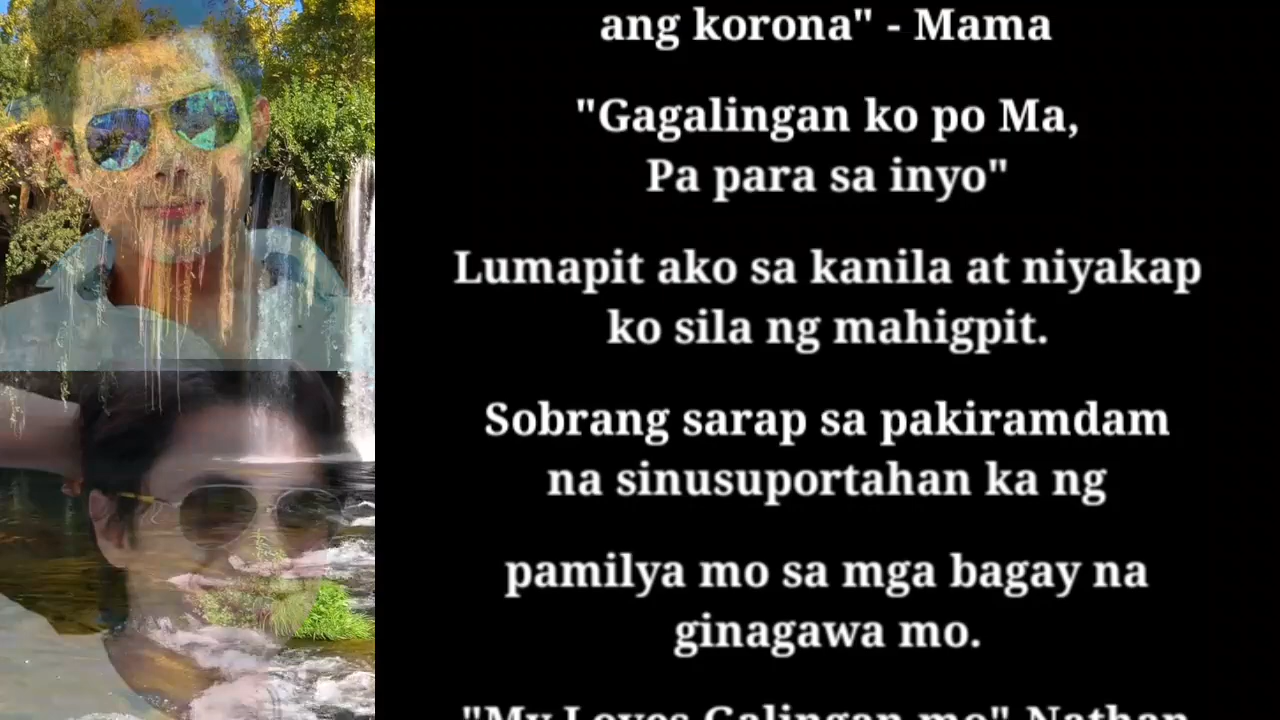 ang korona" - Mama
"Gagalingan ko po Ma,
Pa para sa inyo"
Lumapit ako sa kanila at niyakap
ko sila ng mahigpit.
Sobrang sarap sa pakiramdam
na sinusuportahan ka ng
pamilya mo sa mga bagay na
ginagawa mo.
"My Loves Galingan mo" Nathan